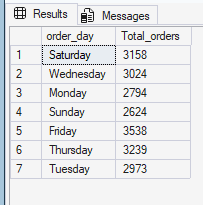 Results Messages
order_day Total_orders
1 Saturday 3158
2 Wednesday 3024
3 Monday 2794
4 Sunday 2624
5 Friday 3538
6 Thursday 3239
7 Tuesday 2973